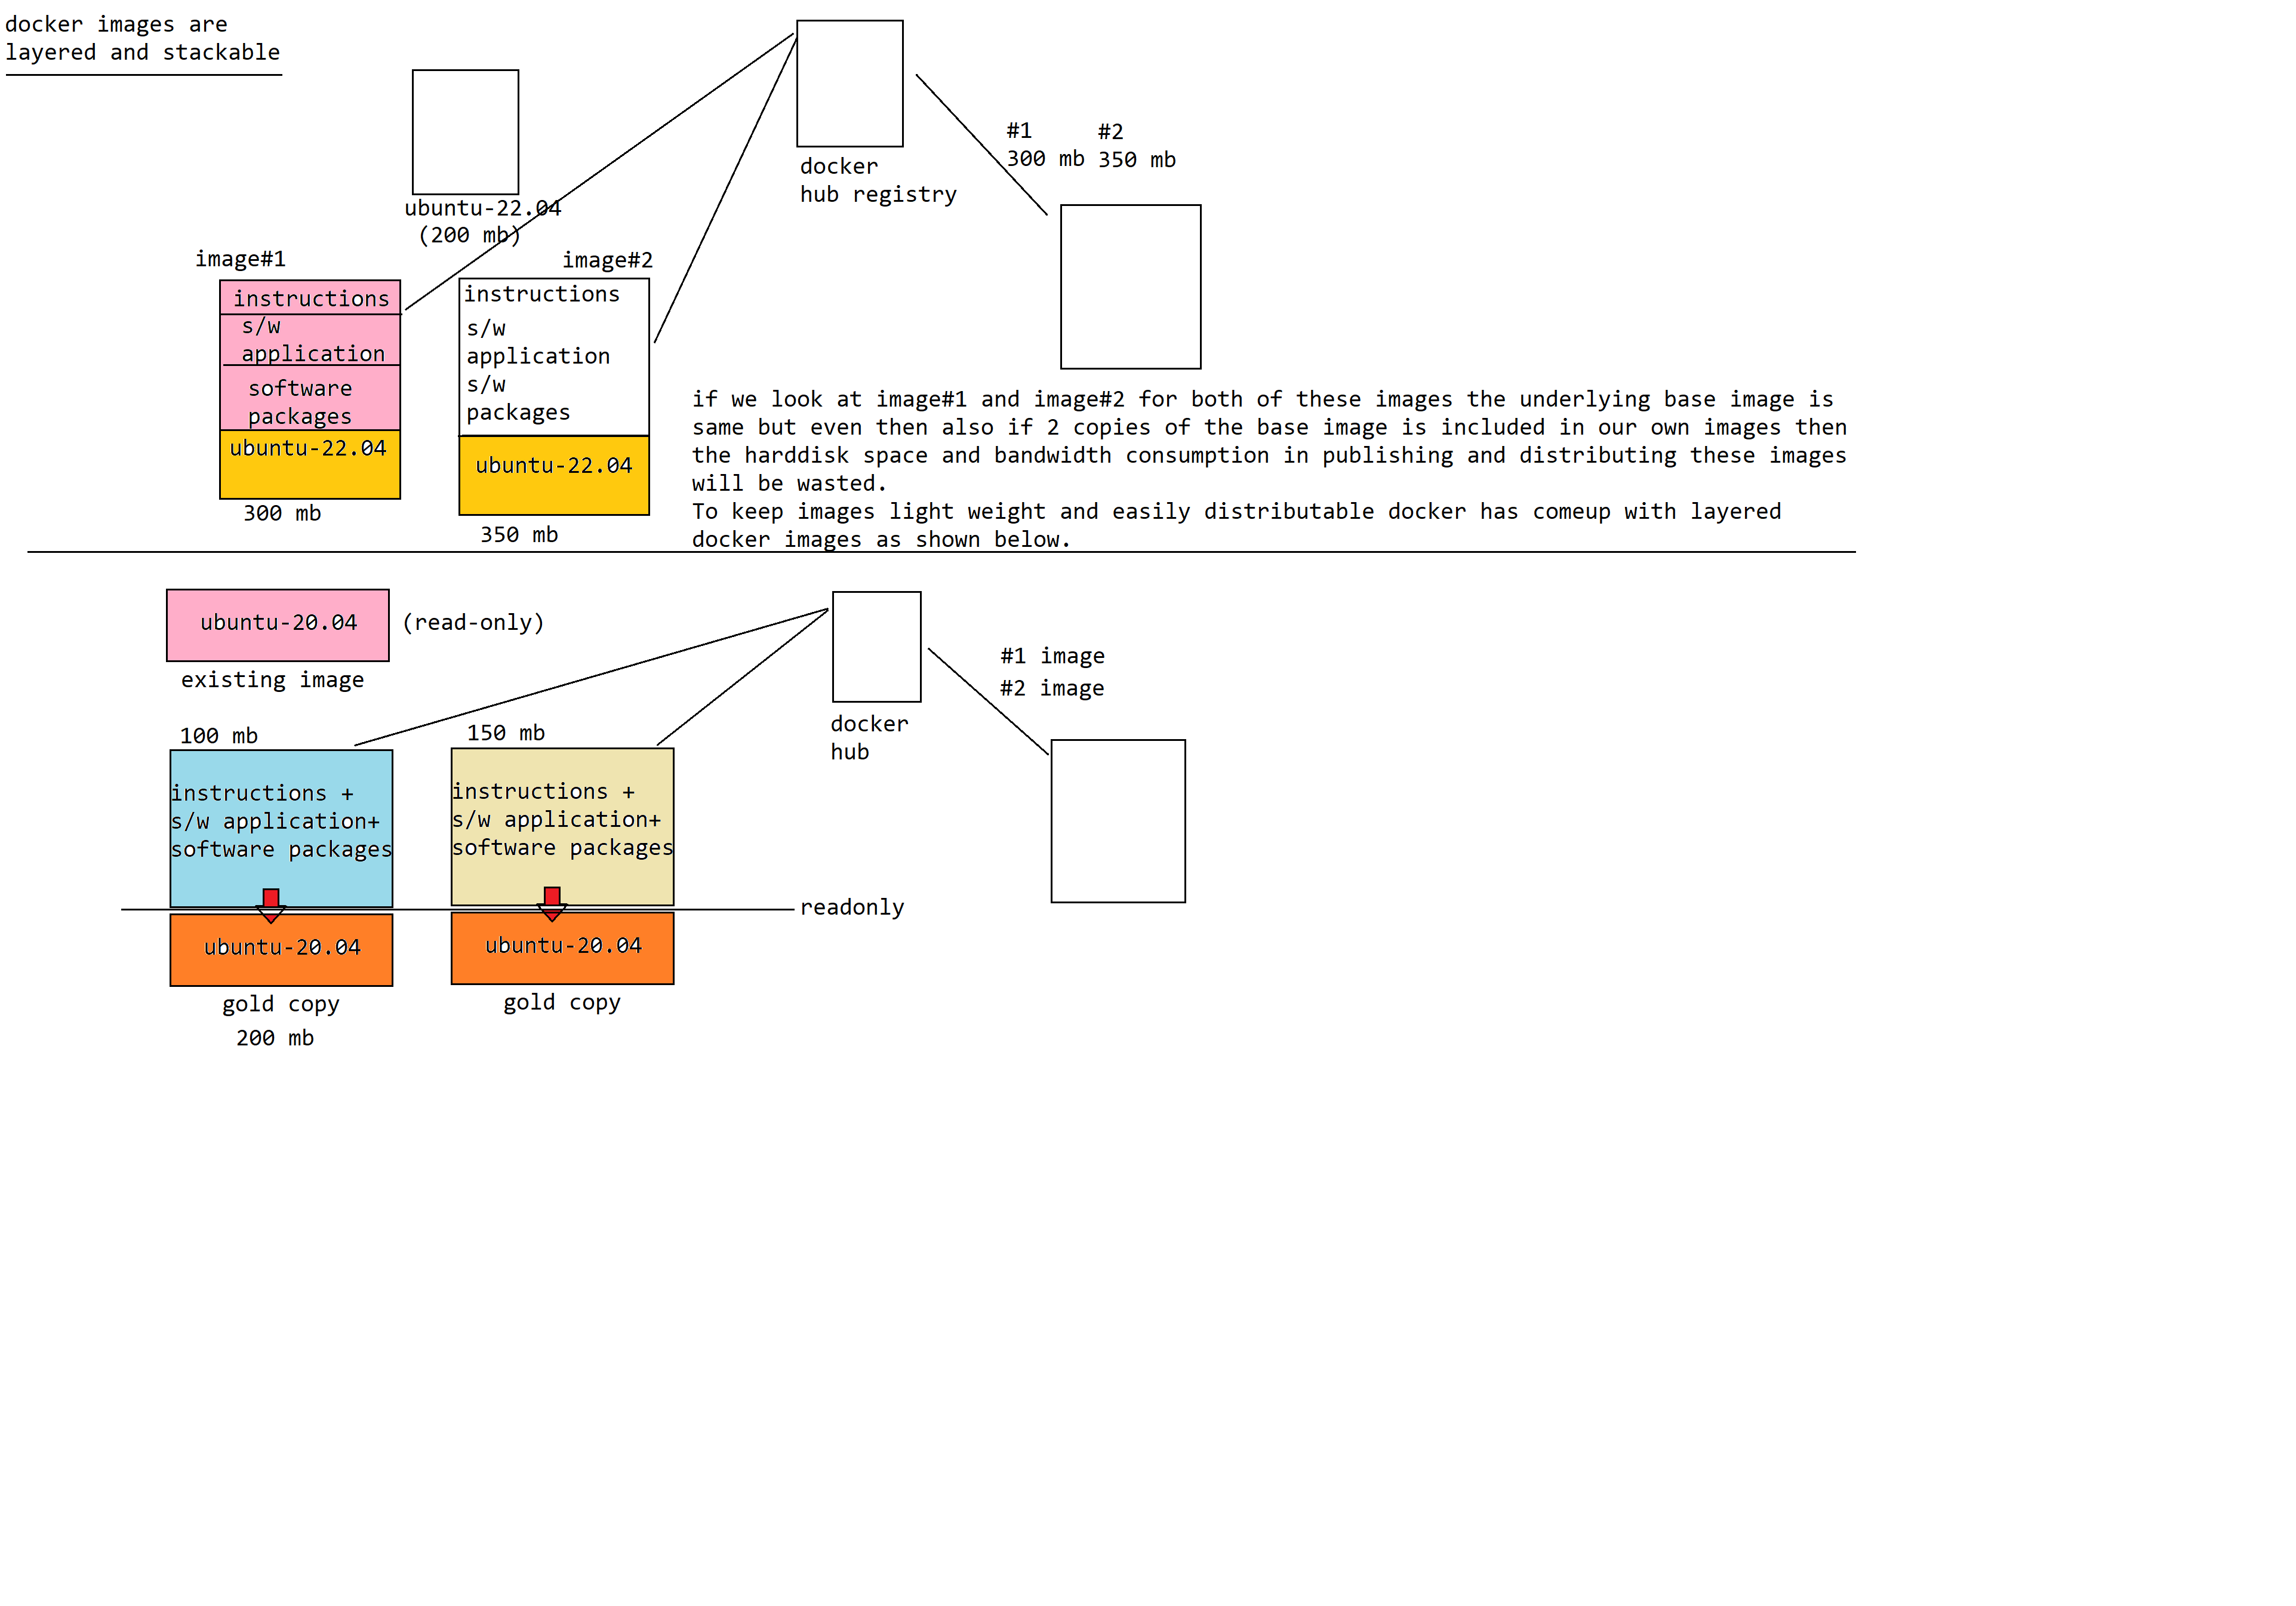 docker images are
layered and stackable
ubuntu-22.04
(200 mb)
docker
hub registry
#1
300 mb
#2
350 mb
image#1
instructions
s/w
application
software
packages
ubuntu-22.04
300 mb
image#2
instructions
s/w
application
s/w
packages
ubuntu-22.04
350 mb
if we look at image#1 and image#2 for both of these images the underlying base image is
same but even then also if 2 copies of the base image is included in our own images then
the harddisk space and bandwidth consumption in publishing and distributing these images
will be wasted.
To keep images light weight and easily distributable docker has comeup with layered
docker images as shown below.
ubuntu-20.04
(read-only)
existing image
docker
hub
#1 image
#2 image
100 mb
instructions +
s/w application+
software packages
ubuntu-20.04
gold copy
200 mb
150 mb
instructions +
s/w application+
software packages
readonly
ubuntu-20.04
gold copy